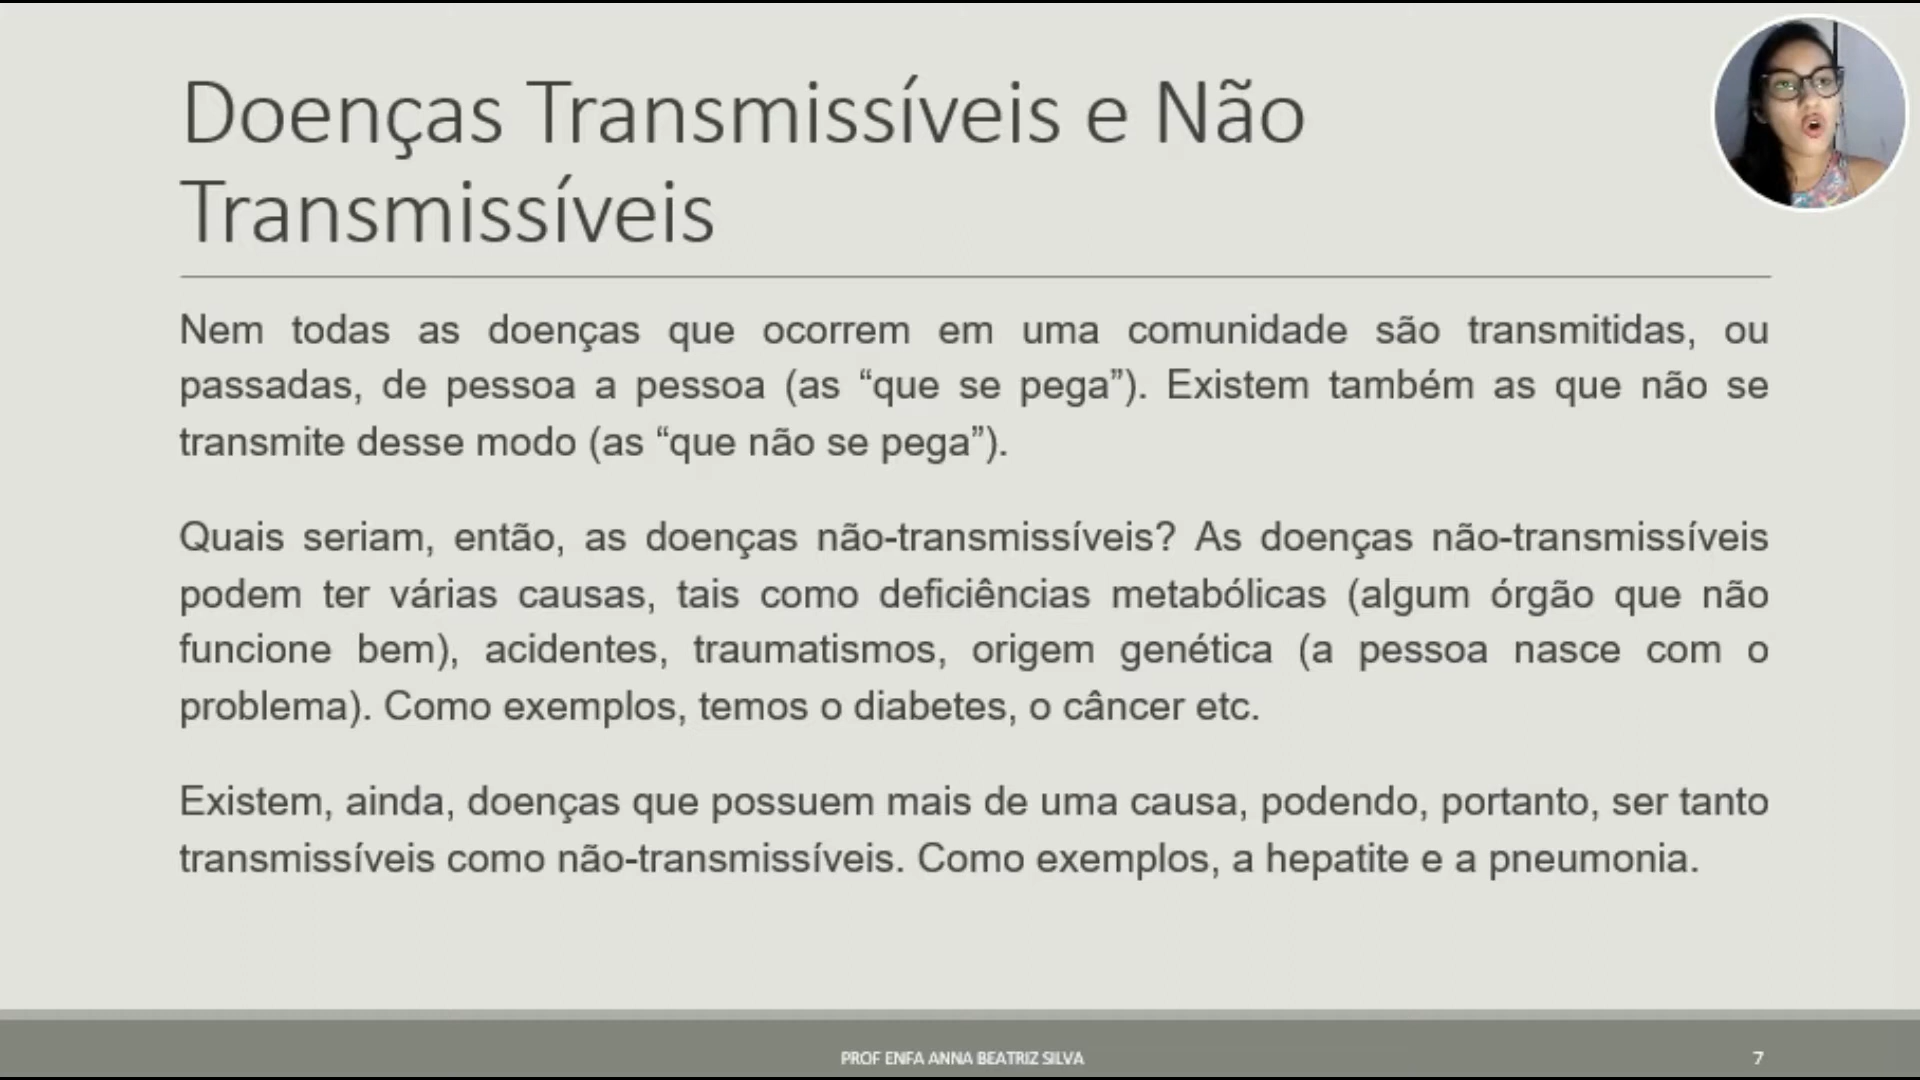 Doenças Transmissíveis e Não
Transmissíveis
Nem todas as doenças que ocorrem em uma comunidade são transmitidas, ou
passadas, de pessoa a pessoa (as “que se pega”). Existem também as que não se
transmite desse modo (as “que não se pega”).
Quais seriam, então, as doenças não-transmissíveis? As doenças não-transmissíveis
podem ter várias causas, tais como deficiências metabólicas (algum órgão que não
funcione bem), acidentes, traumatismos, origem genética (a pessoa nasce com o
problema). Como exemplos, temos o diabetes, o câncer etc.
Existem, ainda, doenças que possuem mais de uma causa, podendo, portanto, ser tanto
transmissíveis como não-transmissíveis. Como exemplos, a hepatite e a pneumonia.
PROF ENFA ANNA BEATRIZ SILVA
7